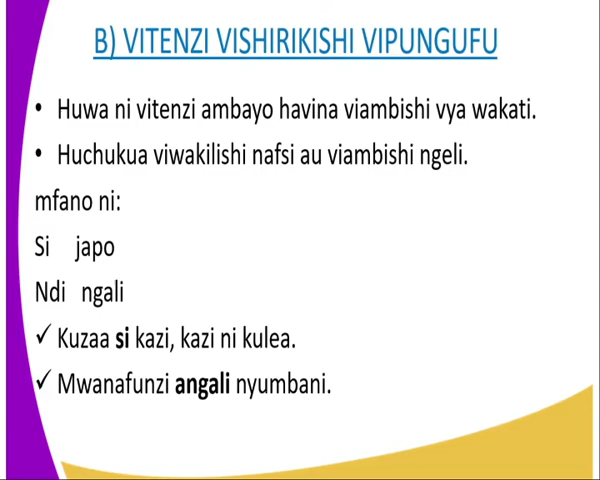 B) VITENZI VISHIRIKISHI VIPUNGUFU
• Huwa ni vitenzi ambayo havina viambishi vya wakati.
• Huchukua viwakilishi nafsi au viambishi ngeli.
mfano ni:
Si japo
Ndi ngali
✓ Kuzaa si kazi, kazi ni kulea.
✓ Mwanafunzi angali nyumbani.